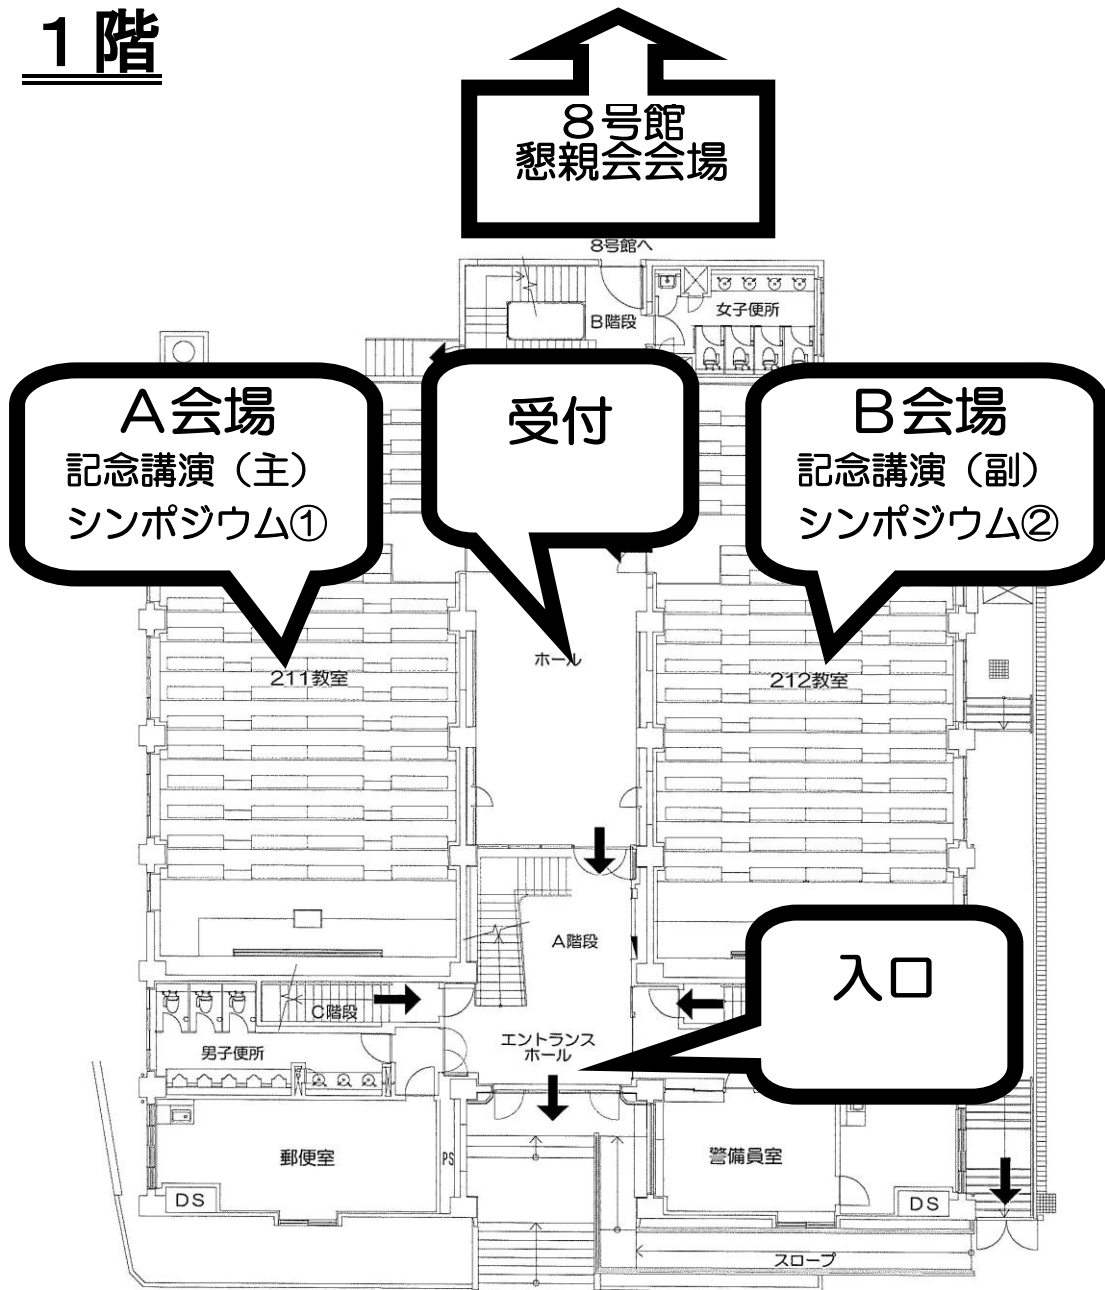 １階
８号館
懇親会会場
8号館へ
B階段
女子便所
A会場
記念講演（主）
シンポジウム①
受付
B会場
記念講演（副）
シンポジウム②
211教室
ホール
212教室
A階段
入口
C階段
エントランス
ホール
男子便所
郵便室
PS
警備員室
DS
DS
スロープ